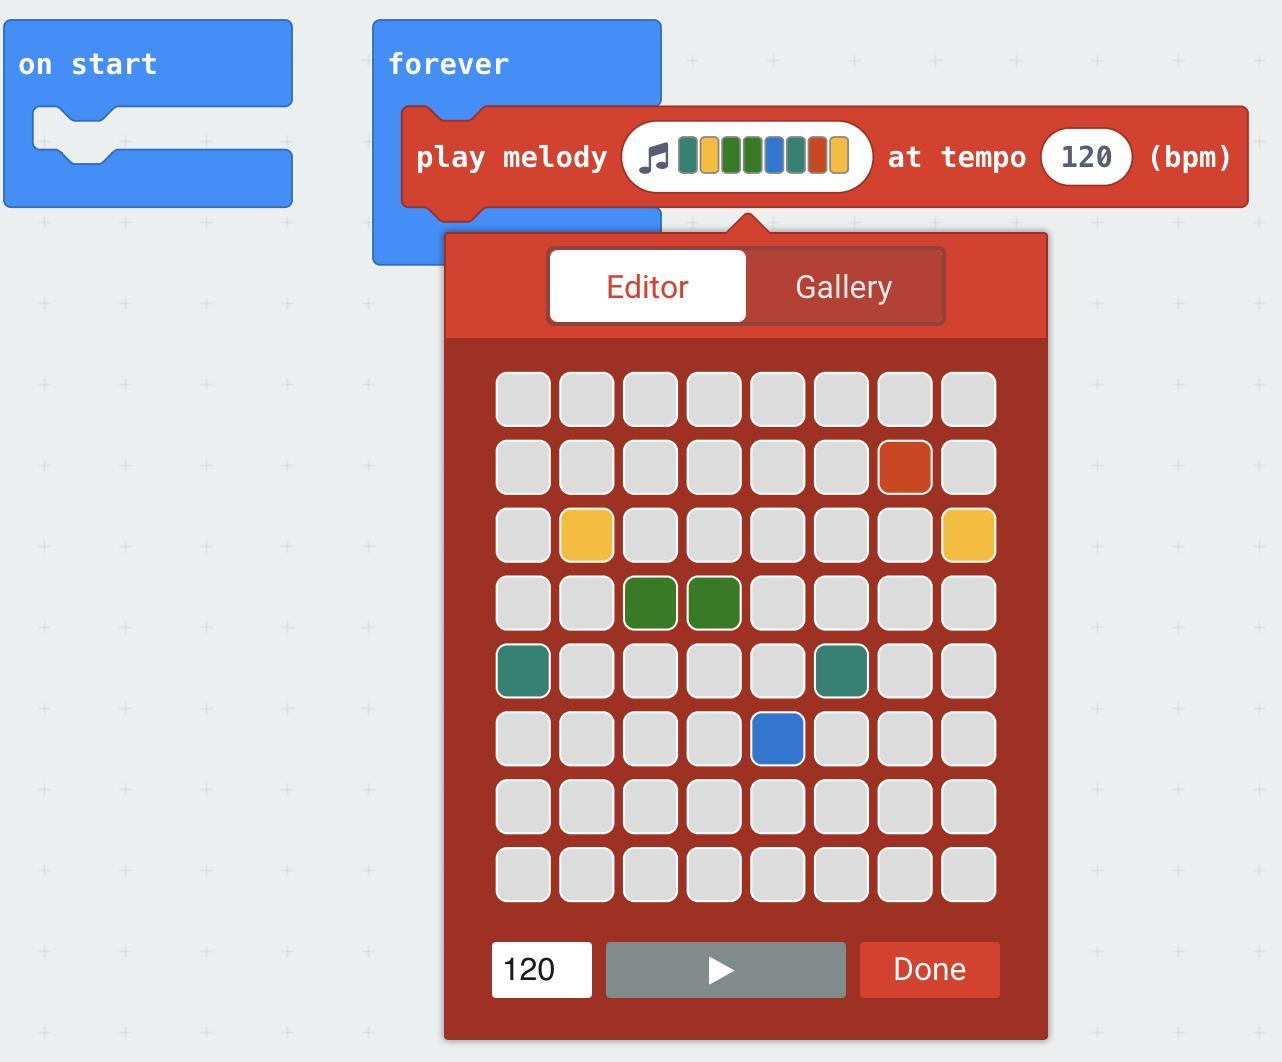 on start
forever
play melody at tempo 120 (bpm)
Editor Gallery
120 Done